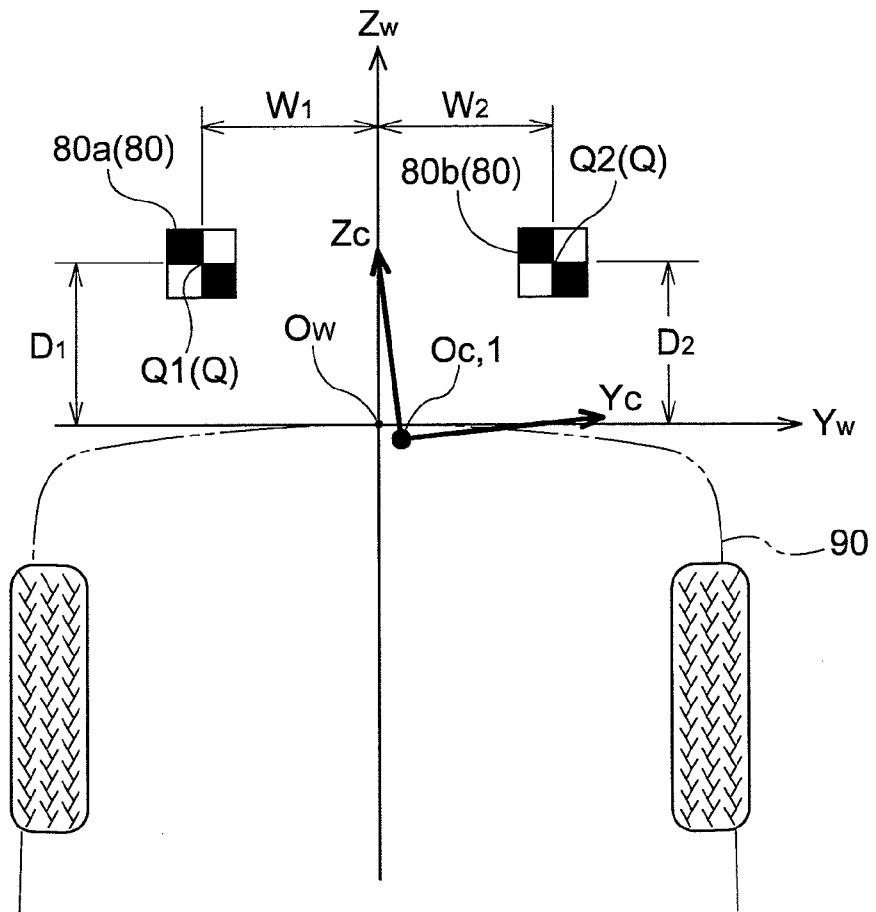 Zw
W1 W2
80a(80) 80b(80) Q2(Q)
Zc
D1 Q1(Q) Ow Oc,1 D2
Yc
Yw
90